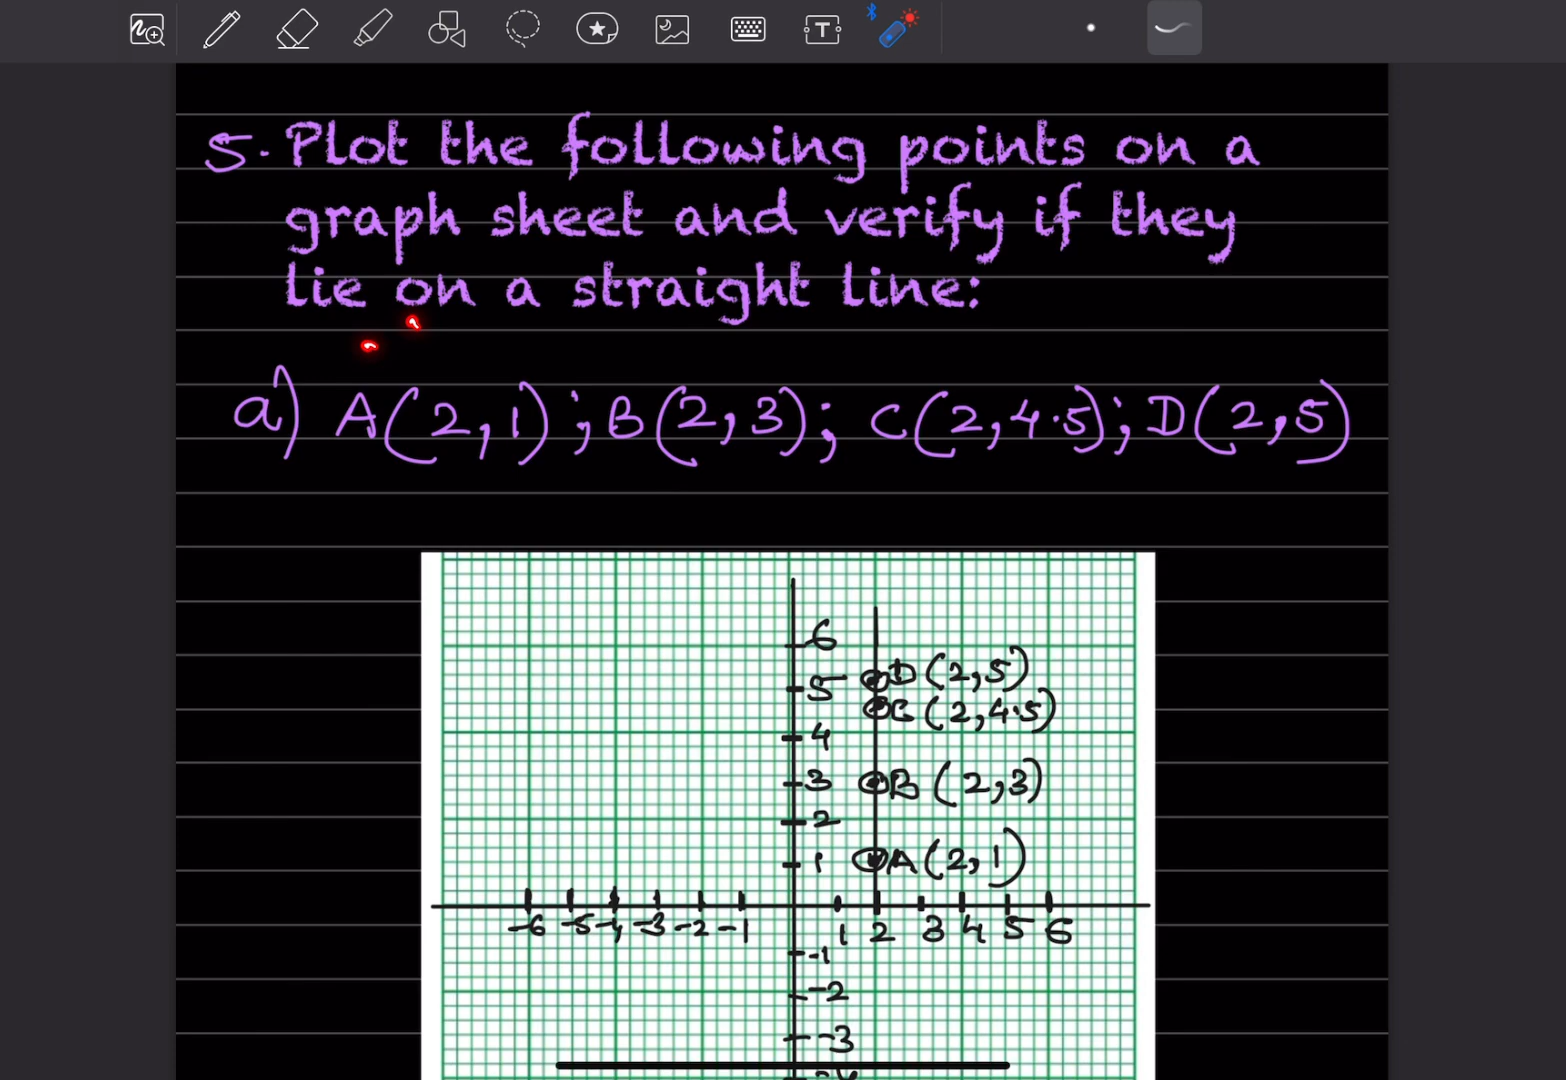 5. Plot the following points on a
graph sheet and verify if they
lie on a straight line:
a) A(2,1); B(2,3); C(2,4.5); D(2,5)
6
D(2,5)
5
C(2,4.5)
4
3 B(2,3)
2
1 A(2,1)
-6 -5 -4 -3 -2 -1 1 2 3 4 5 6
-1
-2
-3
-4
T